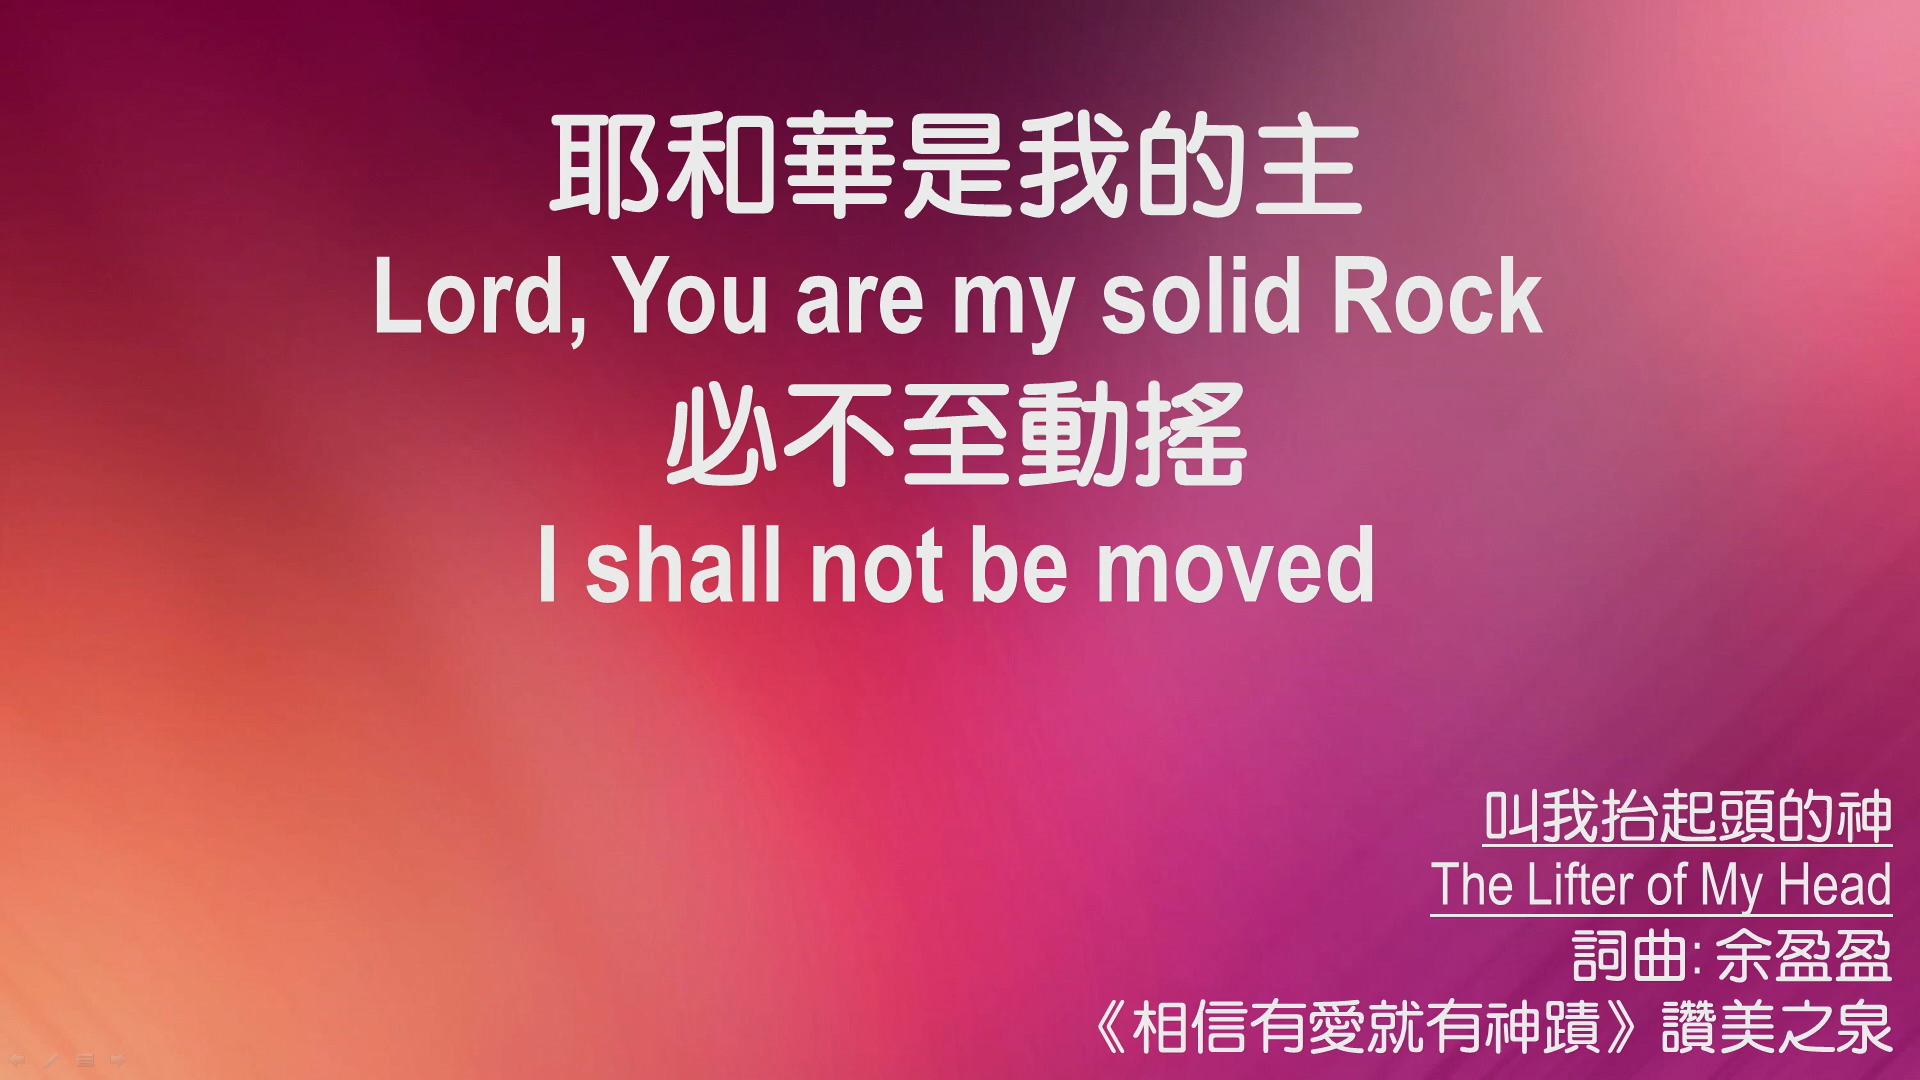 耶和華是我的主
Lord, You are my solid Rock
必不至動搖
I shall not be moved
叫我抬起頭的神
The Lifter of My Head
詞曲: 余盈盈
《相信有愛就有神蹟》讚美之泉